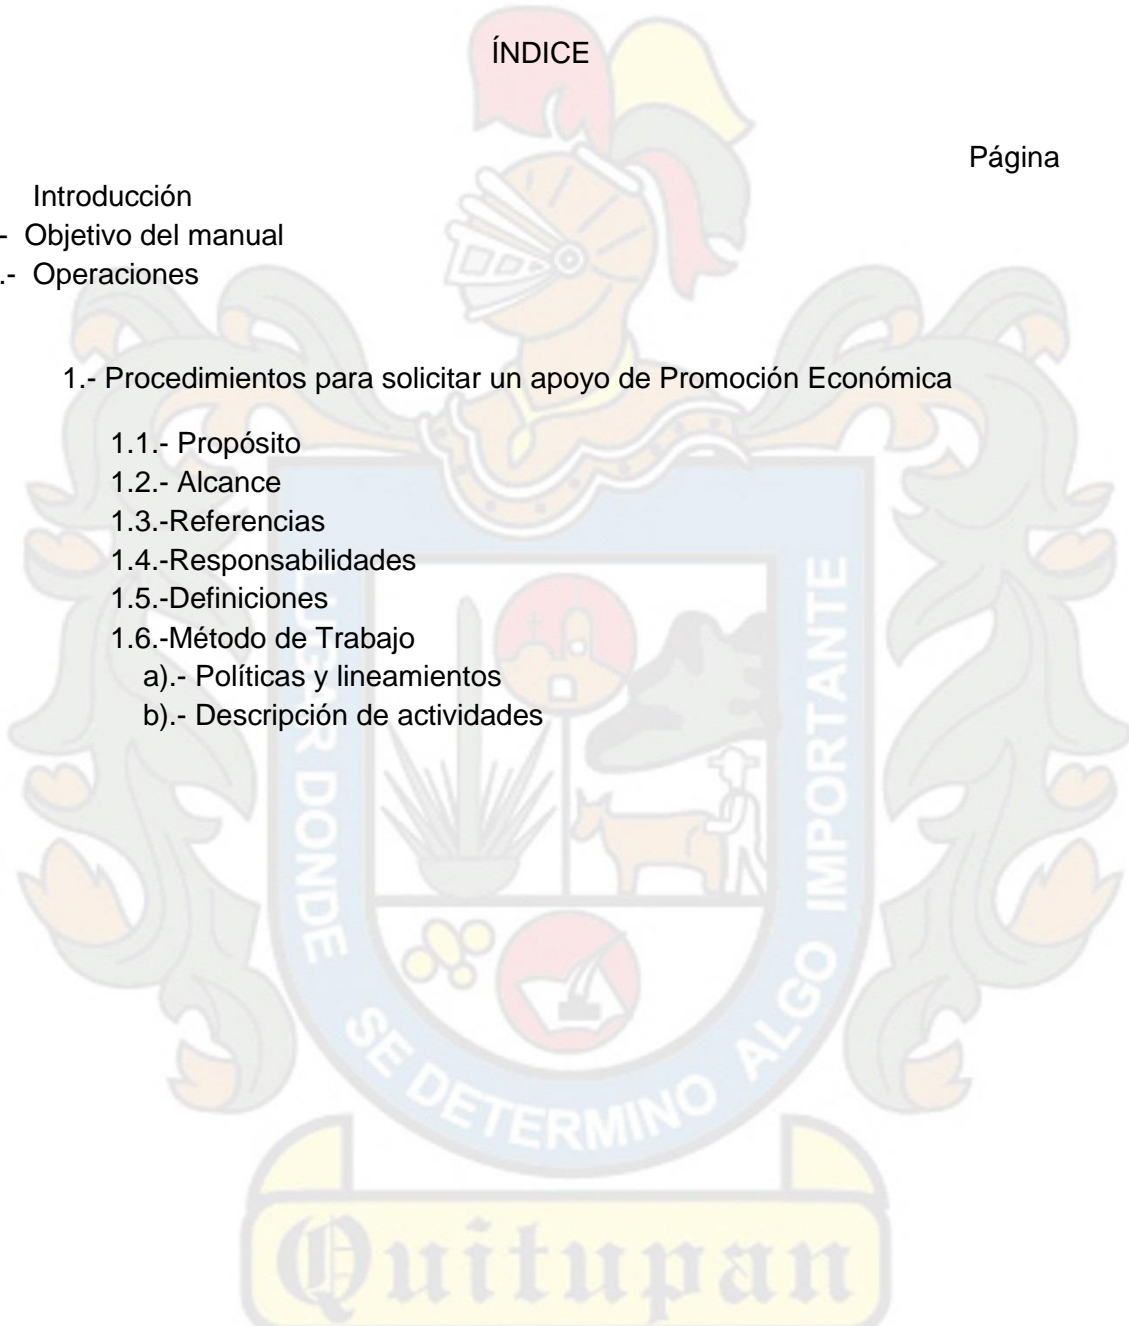 ÍNDICE
Página
Introducción
- Objetivo del manual
.- Operaciones
1.- Procedimientos para solicitar un apoyo de Promoción Económica
1.1.- Propósito
1.2.- Alcance
1.3.-Referencias
1.4.-Responsabilidades
1.5.-Definiciones
1.6.-Método de Trabajo
a).- Políticas y lineamientos
b).- Descripción de actividades
LUGAR DONDE SE DETERMINO ALGO IMPORTANTE
Quitupan